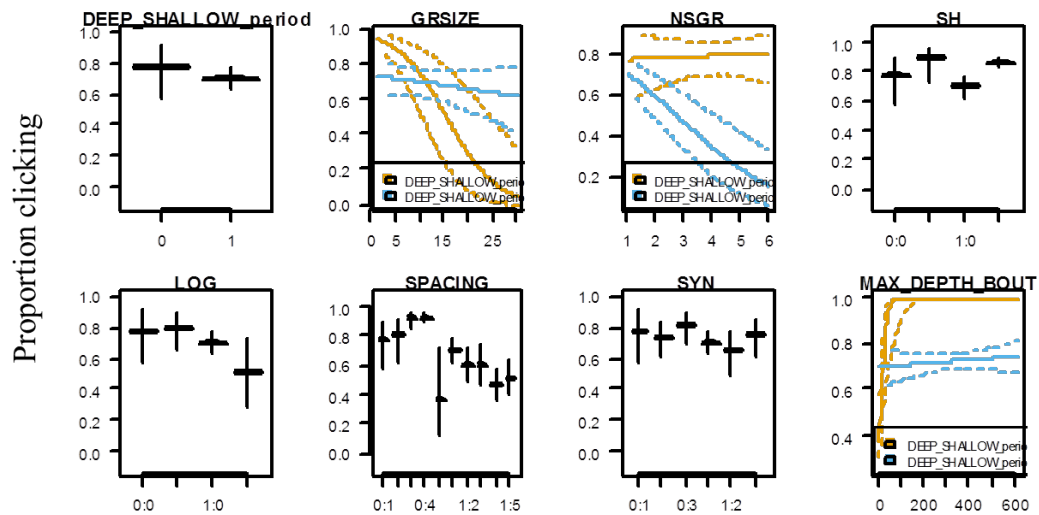 Proportion clicking
DEEP_SHALLOW_period
1.0
0.8
0.6
0.4
0.2
0.0
0 1
GRSIZE
1.0
0.8
0.6
0.4
0.2
0.0
DEEP_SHALLOW_perio
DEEP_SHALLOW_perio
0 5 15 25
NSGR
0.8
0.6
0.4
0.2
DEEP_SHALLOW_perio
DEEP_SHALLOW_perio
1 2 3 4 5 6
SH
1.0
0.8
0.6
0.4
0.2
0.0
0:0 1:0
LOG
1.0
0.8
0.6
0.4
0.2
0.0
0:0 1:0
SPACING
1.0
0.8
0.6
0.4
0.2
0.0
0:1 0:4 1:2 1:5
SYN
1.0
0.8
0.6
0.4
0.2
0.0
0:1 0:3 1:2
MAX_DEPTH_BOUT
1.0
0.8
0.6
0.4
DEEP_SHALLOW_perio
DEEP_SHALLOW_perio
0 200 400 600